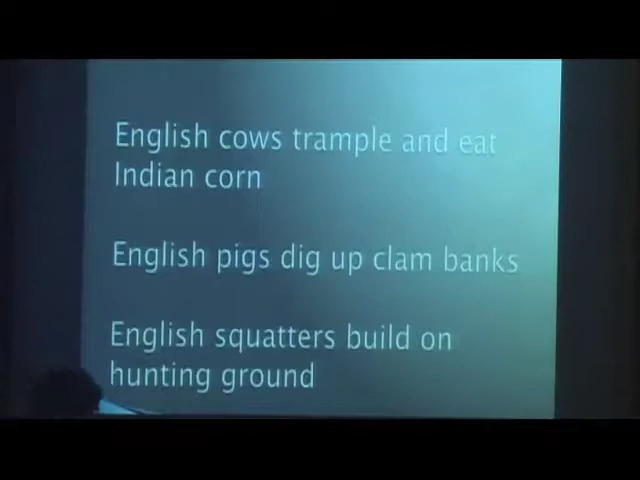 English cows trample and eat
Indian corn
English pigs dig up clam banks
English squatters build on
hunting ground